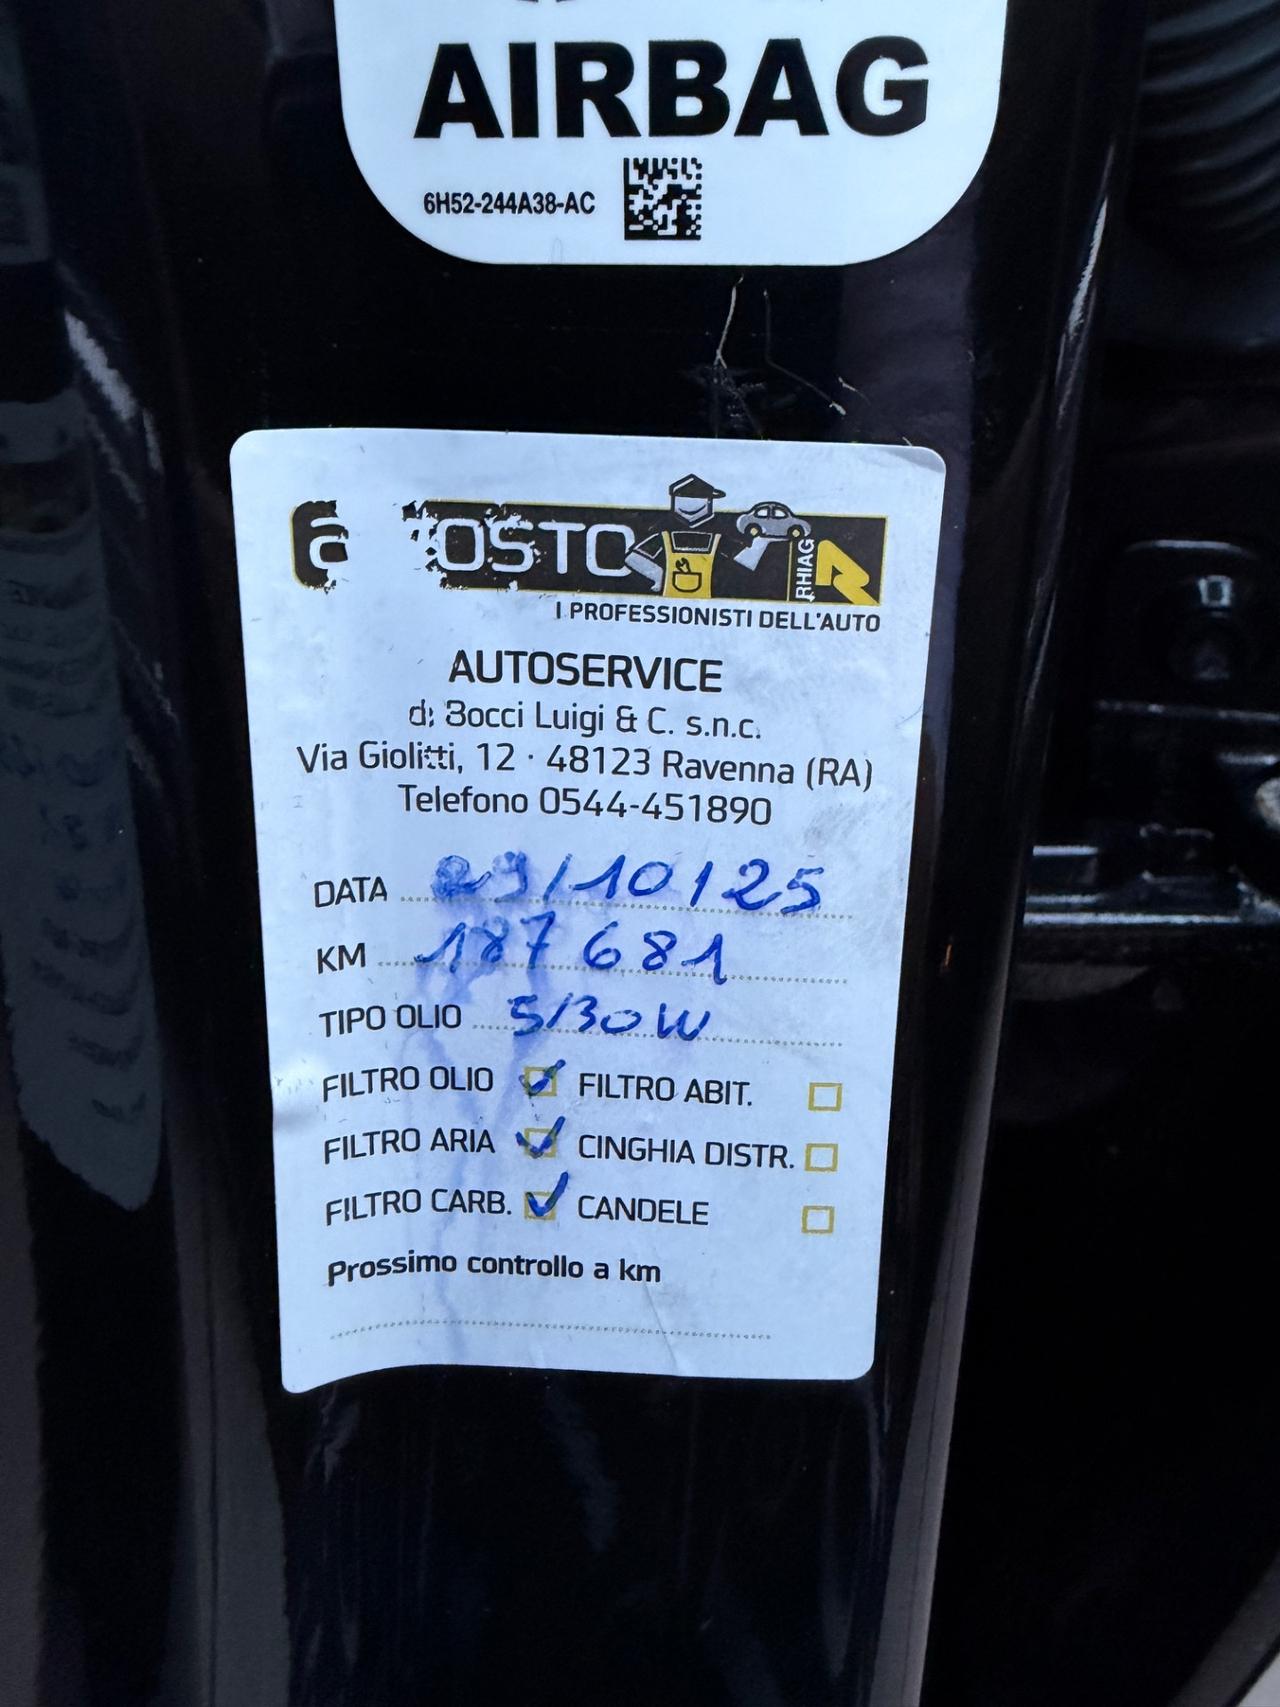 AIRBAG
6H52-244A38-AC
OSTO
RHIAG
I PROFESSIONISTI DELL'AUTO
AUTOSERVICE
di Bocci Luigi & C. s.n.c.
Via Giolitti, 12 · 48123 Ravenna (RA)
Telefono 0544-451890
DATA 29/10/25
KM 187681
TIPO OLIO 5/30W
FILTRO OLIO FILTRO ABIT.
FILTRO ARIA CINGHIA DISTR.
FILTRO CARB. CANDELE
Prossimo controllo a km